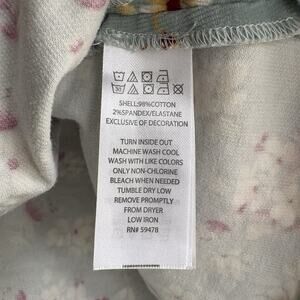 SHELL:98%COTTON
2%SPANDEX/ELASTANE
EXCLUSIVE OF DECORATION
TURN INSIDE OUT
MACHINE WASH COOL
WASH WITH LIKE COLORS
ONLY NON-CHLORINE
BLEACH WHEN NEEDED
TUMBLE DRY LOW
REMOVE PROMPTLY
FROM DRYER
LOW IRON
RN# 59478